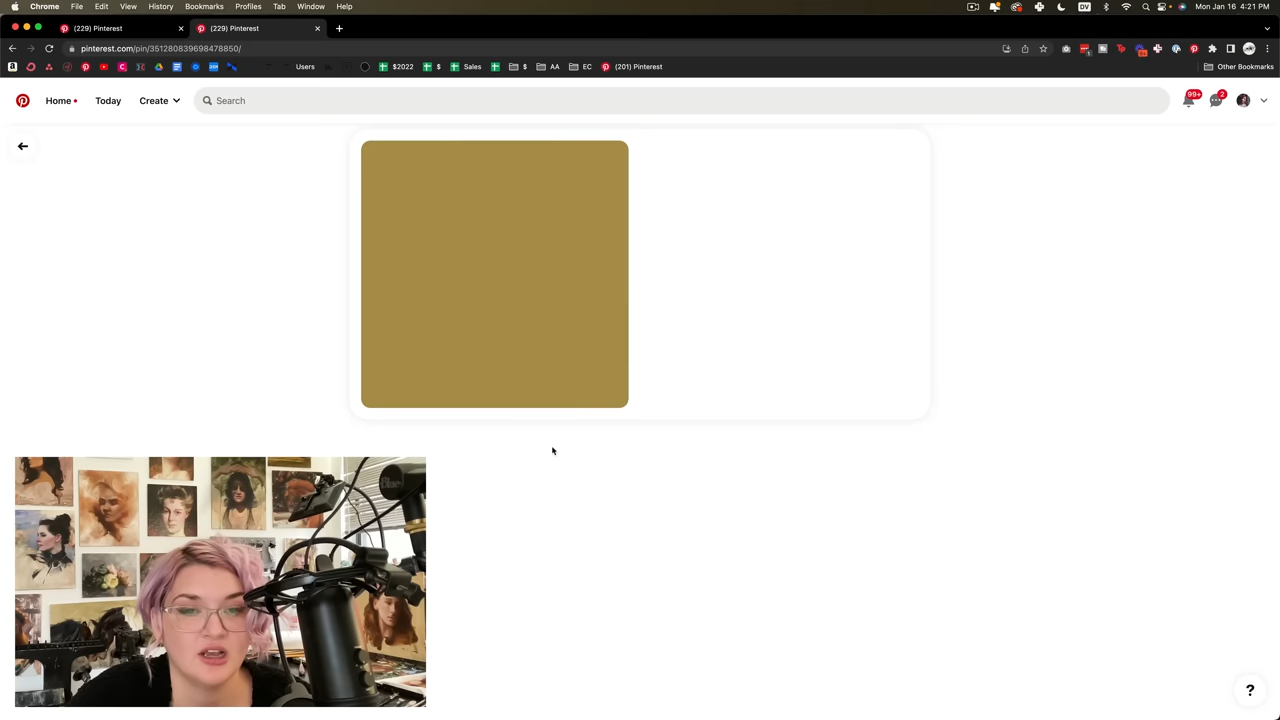 Chrome File Edit View History Bookmarks Profiles Tab Window Help DV Mon Jan 16 4:21 PM
(229) Pinterest (229) Pinterest
pinterest.com/pin/351280839698478850/
Users $2022 $ Sales $ AA EC (201) Pinterest Other Bookmarks
Home Today Create Search 99+ 2
Blue
?